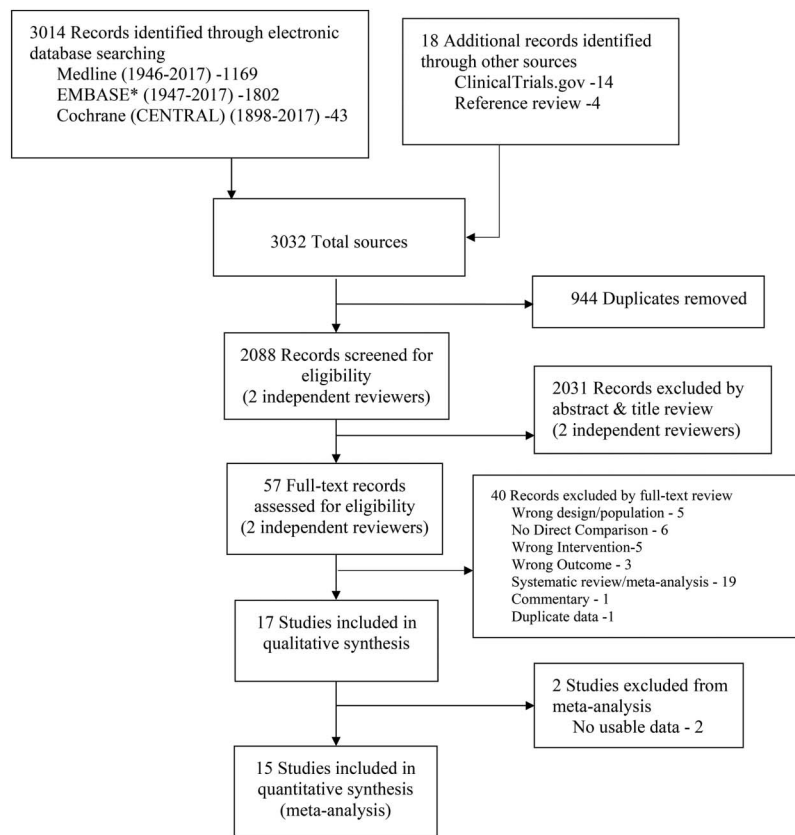 3014 Records identified through electronic
database searching
Medline (1946-2017) -1169
EMBASE* (1947-2017) -1802
Cochrane (CENTRAL) (1898-2017) -43
18 Additional records identified
through other sources
ClinicalTrials.gov -14
Reference review -4
3032 Total sources
944 Duplicates removed
2088 Records screened for
eligibility
(2 independent reviewers)
2031 Records excluded by
abstract & title review
(2 independent reviewers)
57 Full-text records
assessed for eligibility
(2 independent reviewers)
40 Records excluded by full-text review
Wrong design/population - 5
No Direct Comparison - 6
Wrong Intervention-5
Wrong Outcome - 3
Systematic review/meta-analysis - 19
Commentary - 1
Duplicate data -1
17 Studies included in
qualitative synthesis
2 Studies excluded from
meta-analysis
No usable data - 2
15 Studies included in
quantitative synthesis
(meta-analysis)